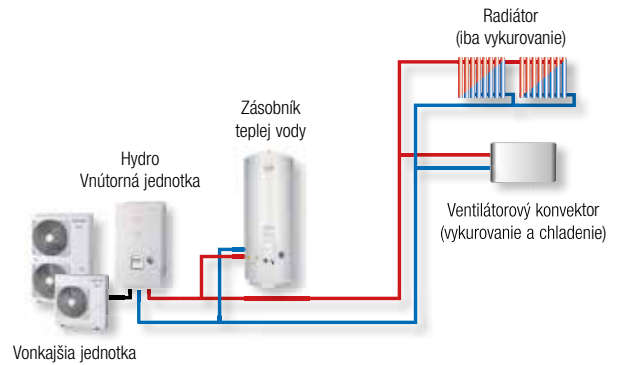 Radiátor
(iba vykurovanie)
Zásobník
teplej vody
Hydro
Vnútorná jednotka
Ventilátorový konvektor
(vykurovanie a chladenie)
Vonkajšia jednotka